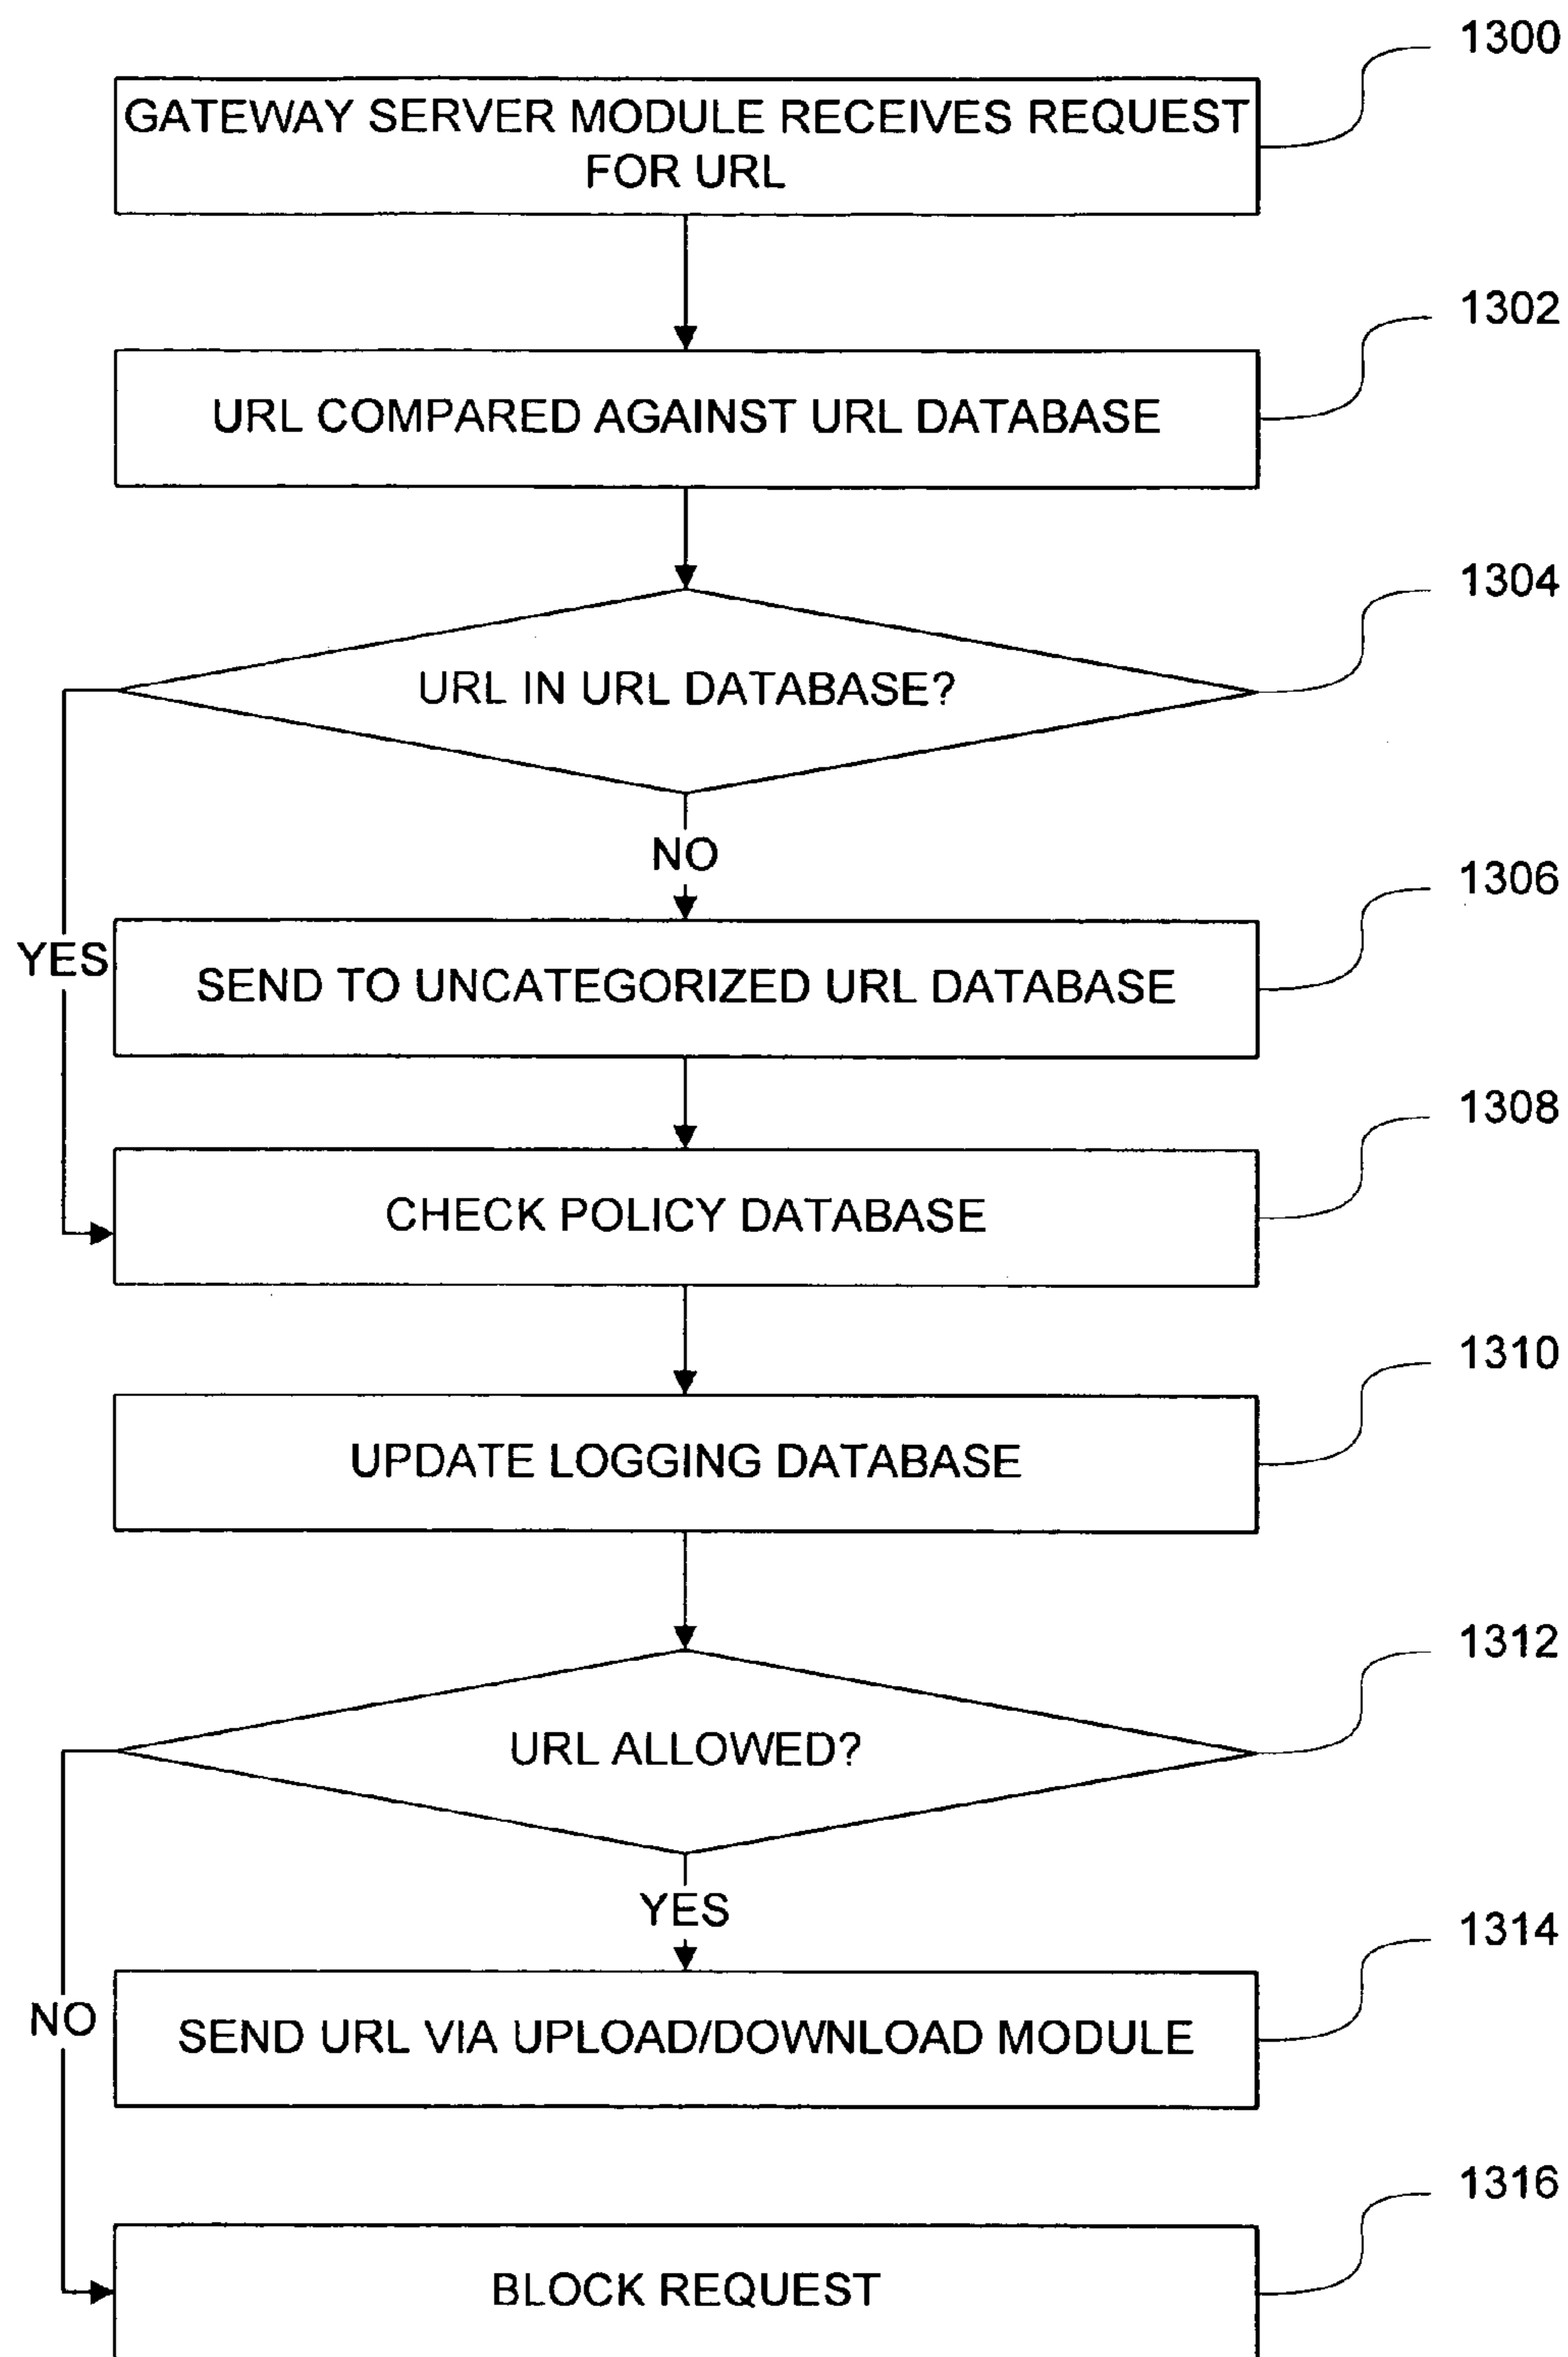 1300
GATEWAY SERVER MODULE RECEIVES REQUEST
FOR URL
1302
URL COMPARED AGAINST URL DATABASE
1304
URL IN URL DATABASE?
NO
1306
YES
SEND TO UNCATEGORIZED URL DATABASE
1308
CHECK POLICY DATABASE
1310
UPDATE LOGGING DATABASE
1312
URL ALLOWED?
YES
1314
NO
SEND URL VIA UPLOAD/DOWNLOAD MODULE
1316
BLOCK REQUEST